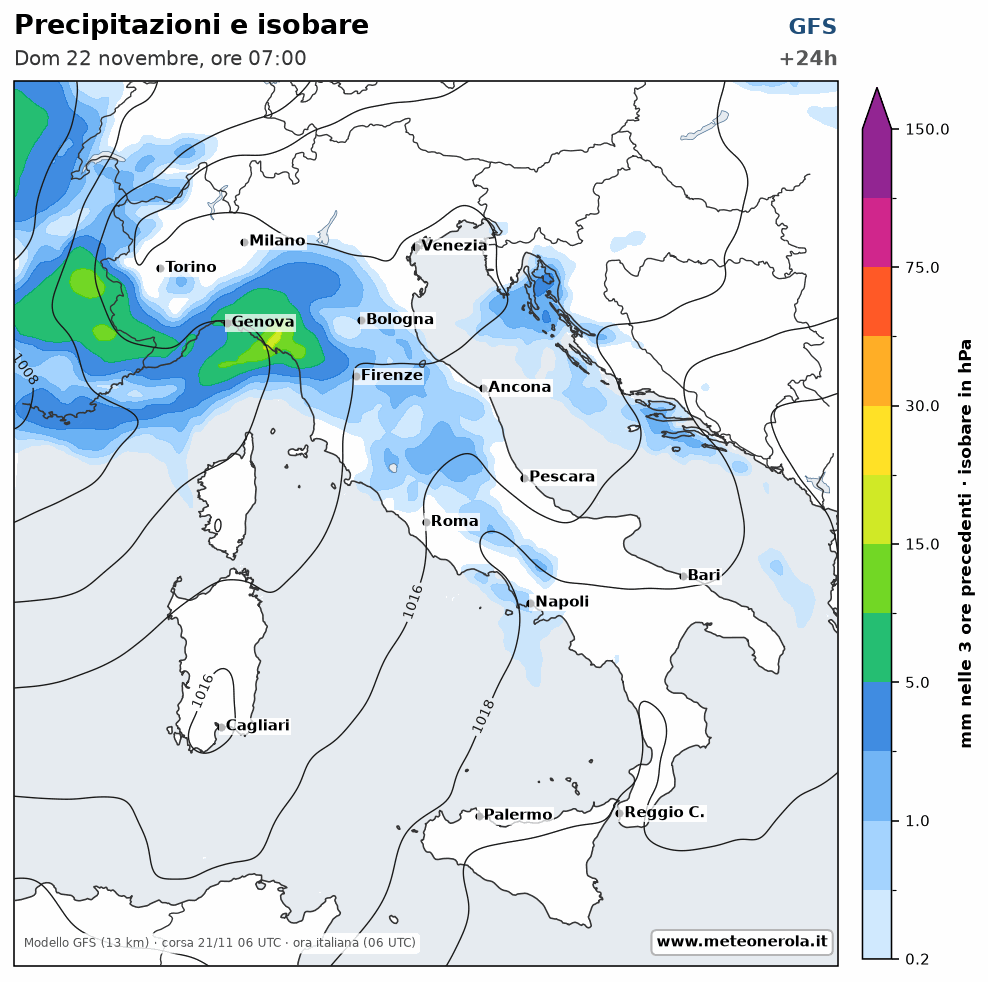 Precipitazioni e isobare
GFS
Dom 22 novembre, ore 07:00
+24h
150.0
75.0
30.0
15.0
5.0
1.0
0.2
mm nelle 3 ore precedenti · isobare in hPa
Milano
Venezia
Torino
Genova
Bologna
1008
Firenze
Ancona
Pescara
Roma
Bari
1016
Napoli
1016
1018
Cagliari
Palermo
Reggio C.
Modello GFS (13 km) · corsa 21/11 06 UTC · ora italiana (06 UTC)
www.meteonerola.it